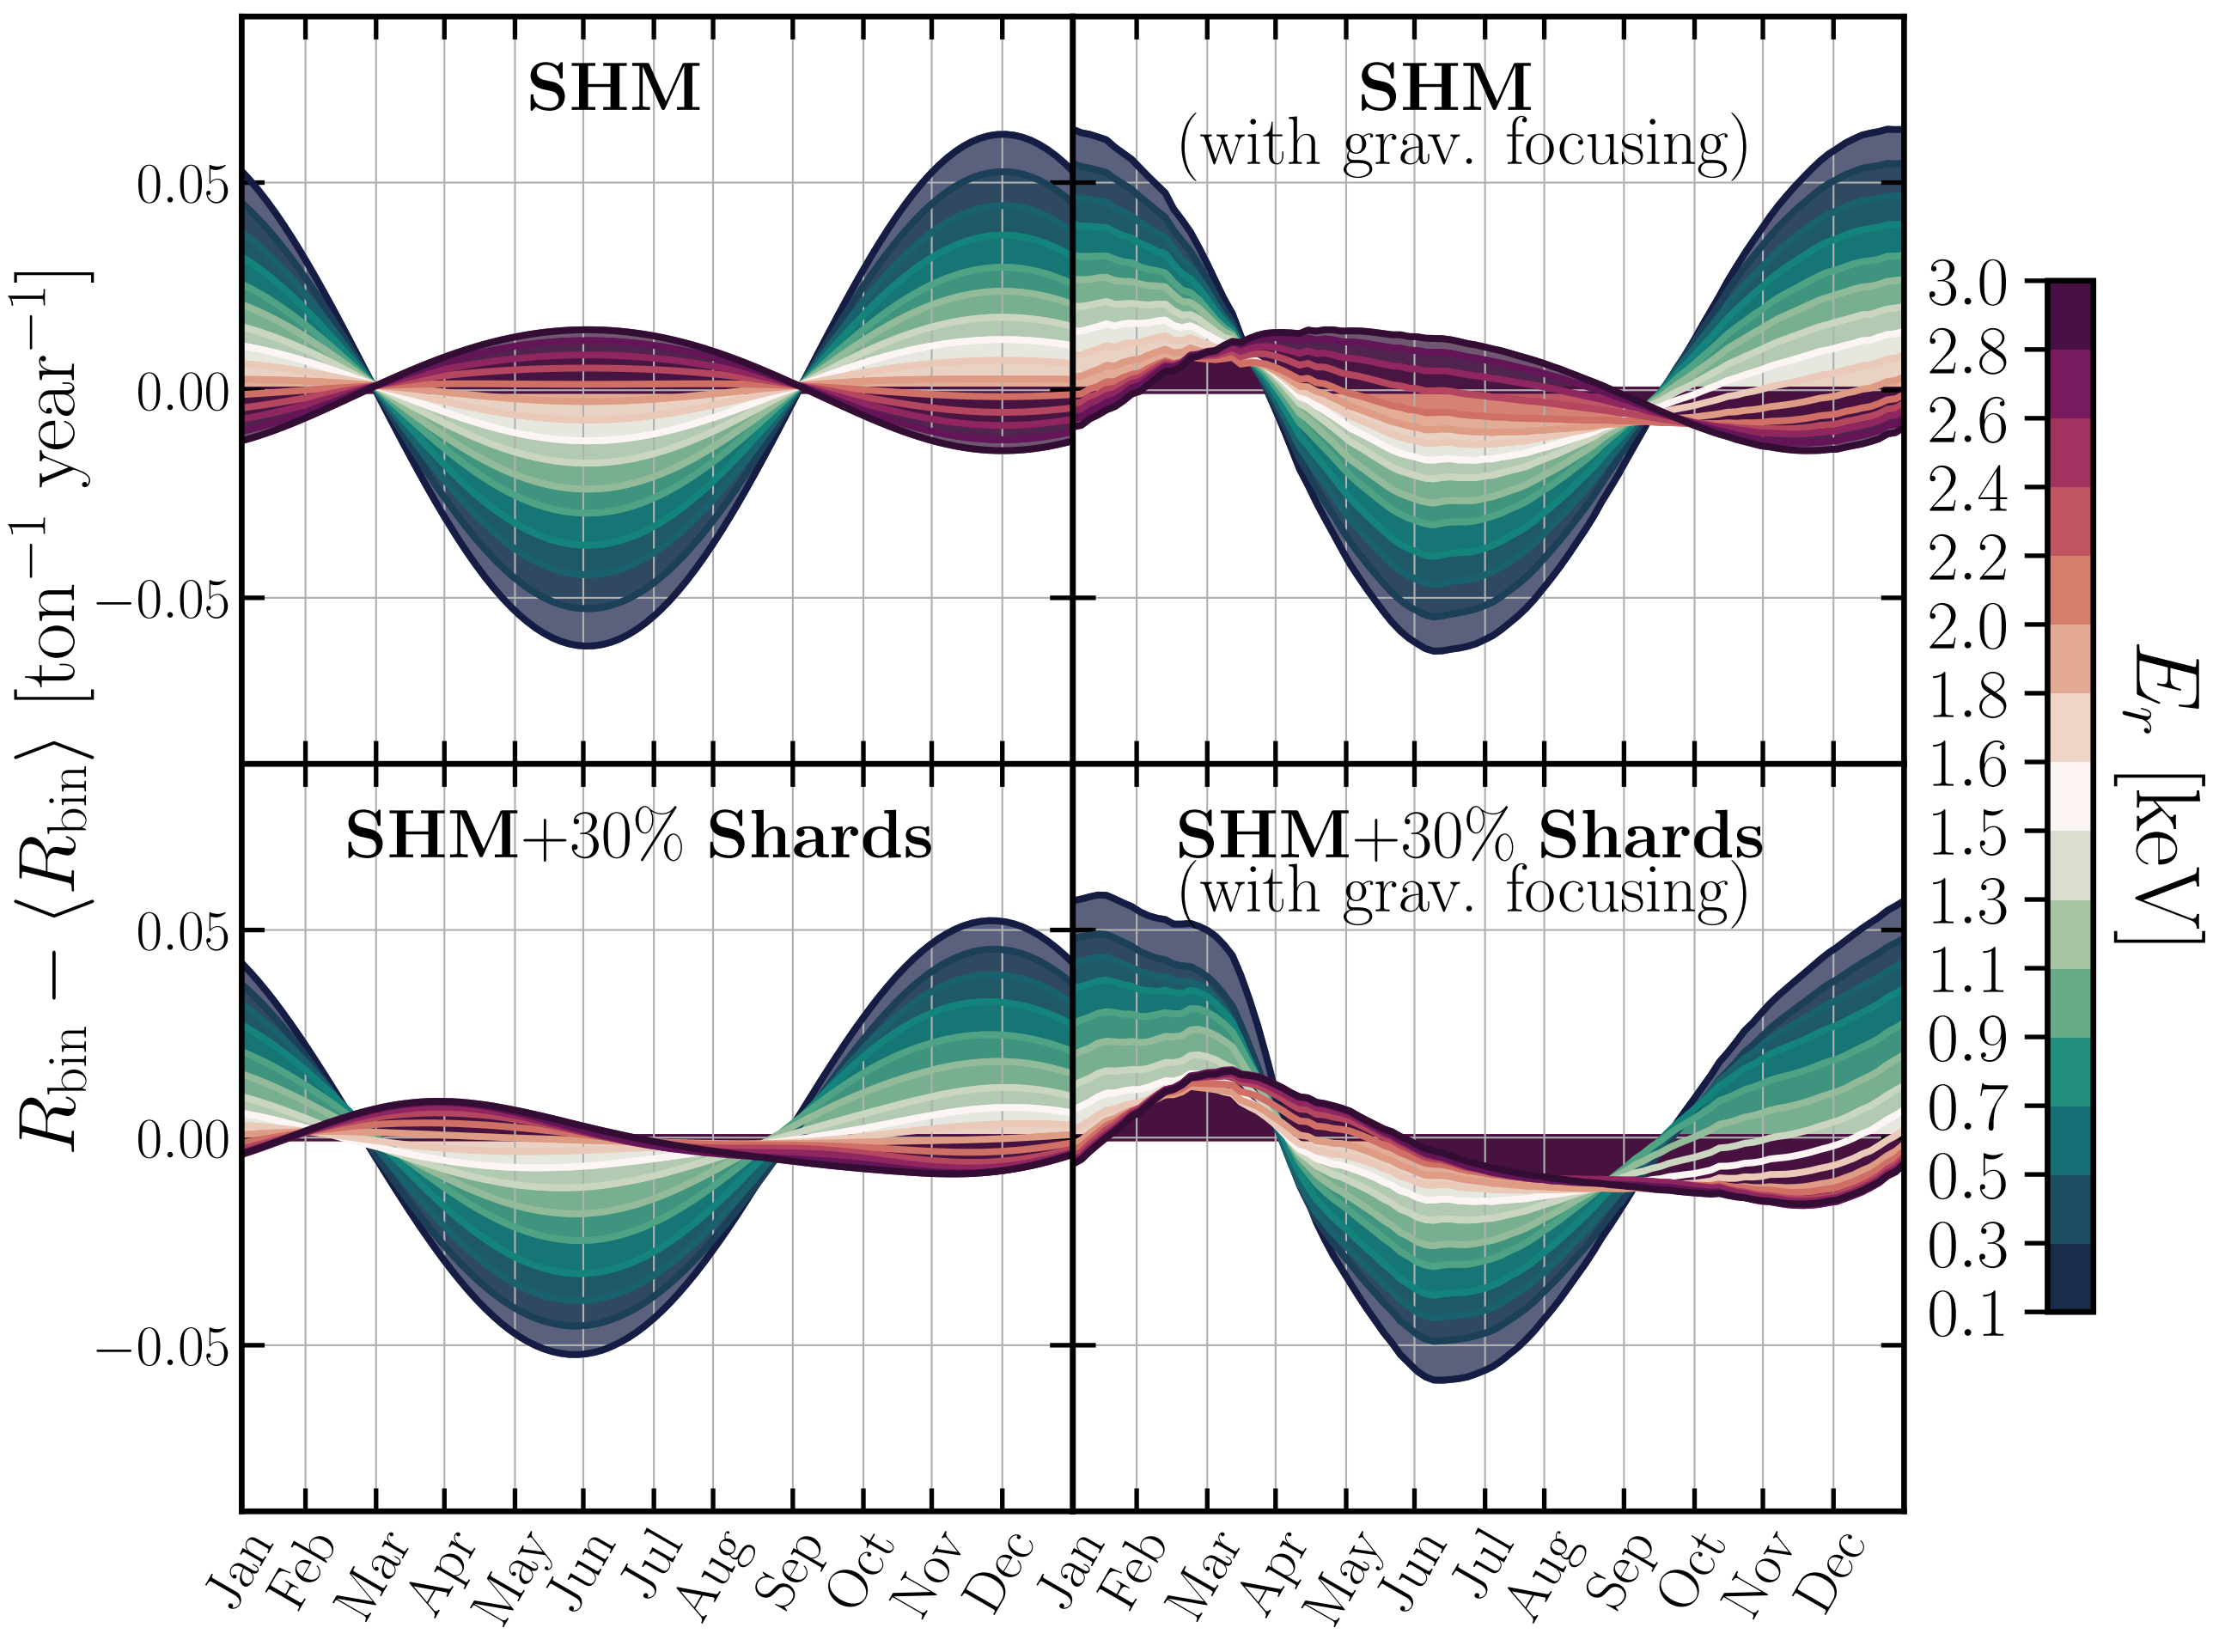 SHM
SHM
(with grav. focusing)
SHM+30% Shards
SHM+30% Shards
(with grav. focusing)
R_bin − ⟨R_bin⟩ [ton⁻¹ year⁻¹]
0.05
0.00
−0.05
0.05
0.00
−0.05
Jan Feb Mar Apr May Jun Jul Aug Sep Oct Nov Dec
Jan Feb Mar Apr May Jun Jul Aug Sep Oct Nov Dec
3.0
2.8
2.6
2.4
2.2
2.0
1.8
1.6
1.5
1.3
1.1
0.9
0.7
0.5
0.3
0.1
E_r [keV]